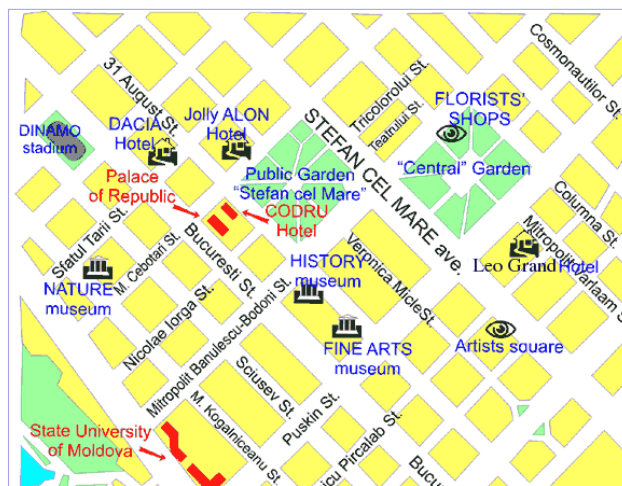 Cosmonautilor St.
31 August St.
Tricolorului St.
Teatrului St.
FLORISTS'
SHOPS
DINAMO
stadium
DACIA
Hotel
Jolly ALON
Hotel
STEFAN CEL MARE ave.
Palace
of Republic
Public Garden
"Stefan cel Mare"
"Central" Garden
CODRU
Hotel
Columna St.
Mitropolit Varlaam St.
Sfatul Tarii St.
M. Cebotari St.
Bucuresti St.
Veronica Micle St.
Leo Grand Hotel
NATURE
museum
HISTORY
museum
Nicolae Iorga St.
Mitropolit Banulescu-Bodoni St.
FINE ARTS
museum
Artists square
Sciusev St.
M. Kogalniceanu St.
Puskin St.
State University
of Moldova
icu Pircalab St.
Bucu